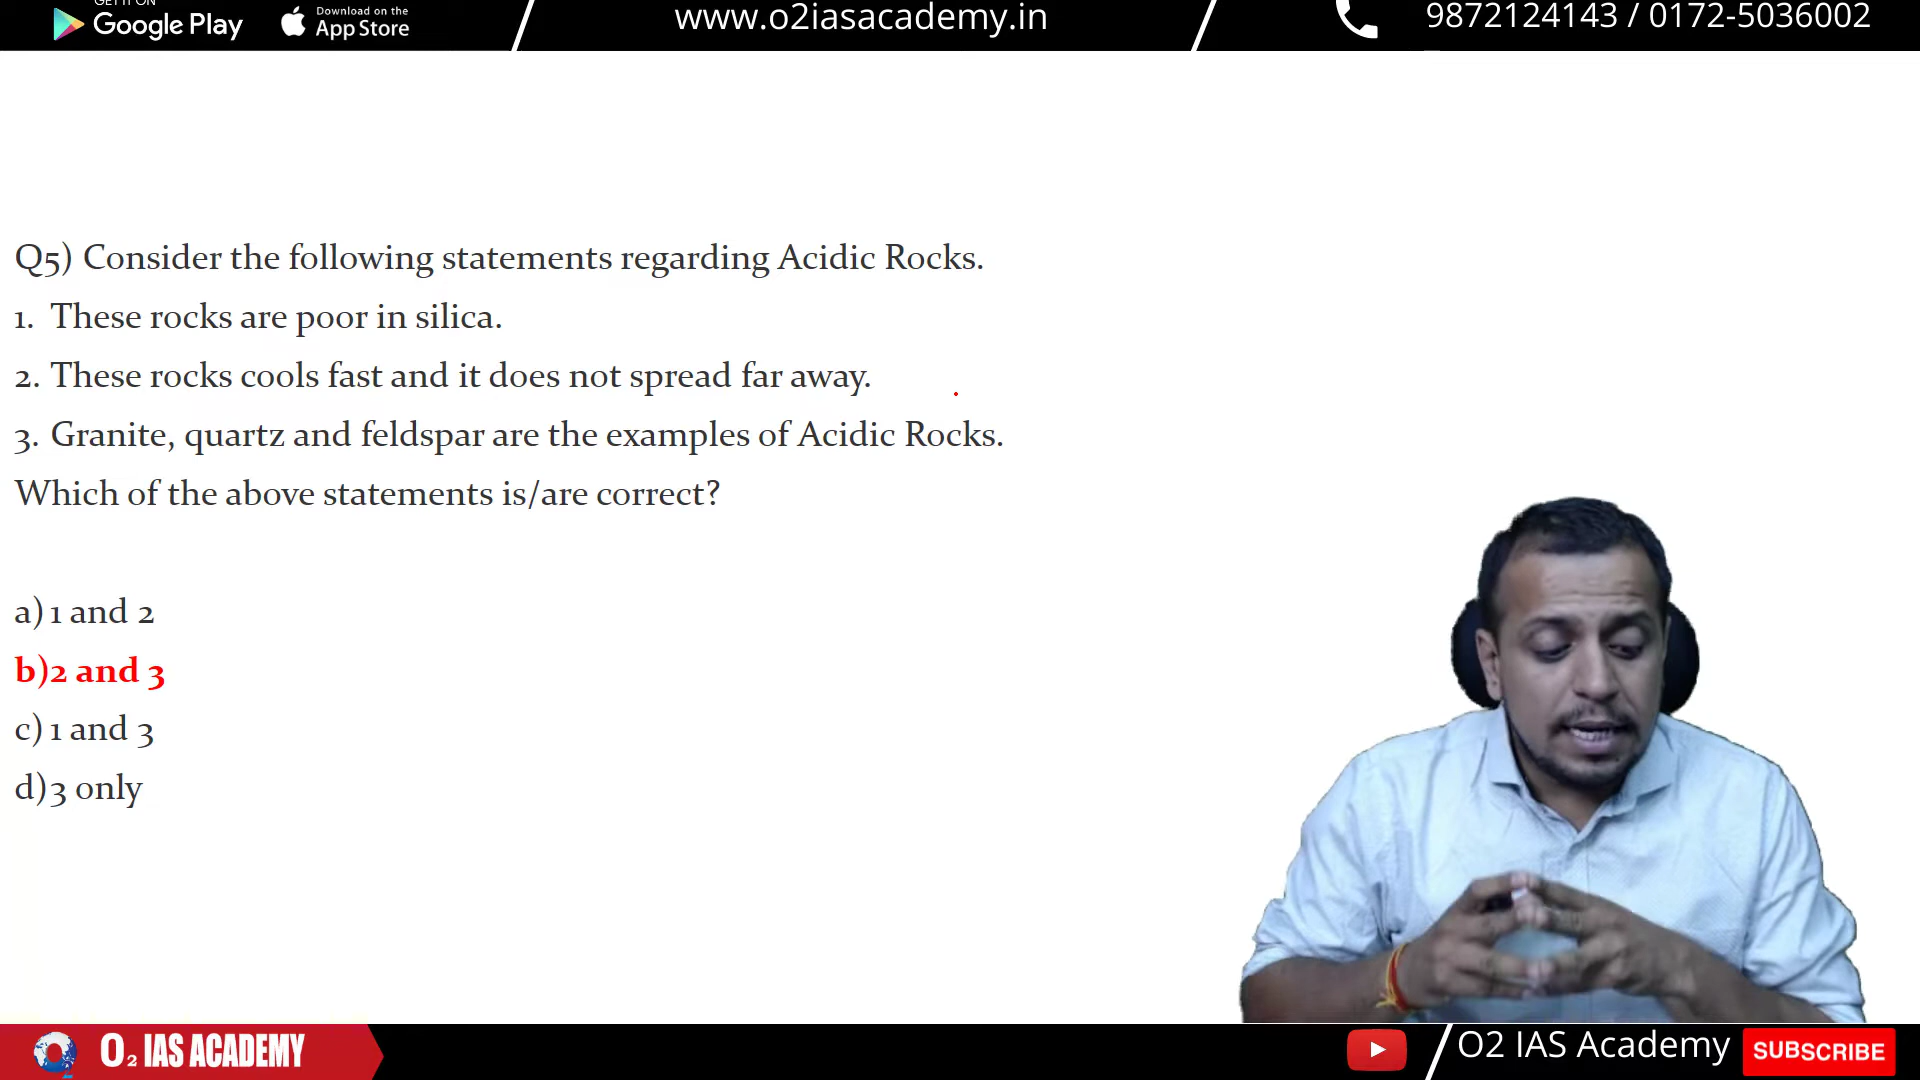 GET IT ON
Google Play
Download on the
App Store
www.o2iasacademy.in
9872124143 / 0172-5036002
Q5) Consider the following statements regarding Acidic Rocks.
1. These rocks are poor in silica.
2. These rocks cools fast and it does not spread far away.
3. Granite, quartz and feldspar are the examples of Acidic Rocks.
Which of the above statements is/are correct?
a) 1 and 2
b)2 and 3
c) 1 and 3
d)3 only
O2 IAS ACADEMY
O2 IAS Academy
SUBSCRIBE